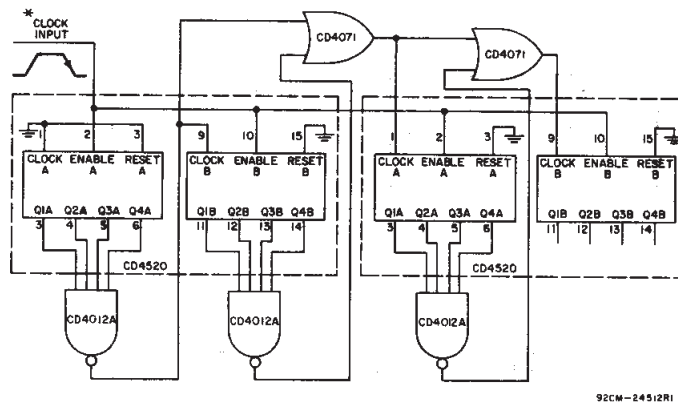 * CLOCK INPUT
CD4071
CD4071
1 2 3
9 10 15
1 2 3
9 10 15
CLOCK A ENABLE A RESET A
CLOCK B ENABLE B RESET B
CLOCK A ENABLE A RESET A
CLOCK B ENABLE B RESET B
Q1A Q2A Q3A Q4A
Q1B Q2B Q3B Q4B
Q1A Q2A Q3A Q4A
Q1B Q2B Q3B Q4B
3 4 5 6
11 12 13 14
3 4 5 6
11 12 13 14
CD4520
CD4520
CD4012A
CD4012A
CD4012A
92CM-24512R1